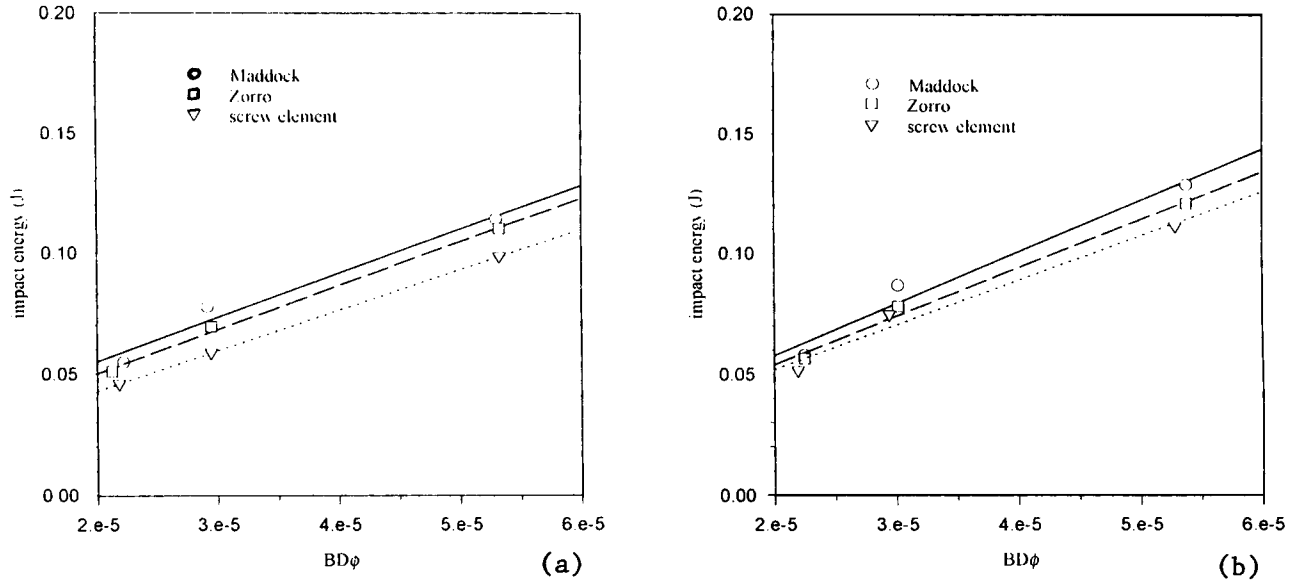 0.20
0.15
0.10
0.05
0.00
impact energy (J)
Maddock
Zorro
screw element
2.e-5 3.e-5 4.e-5 5.e-5 6.e-5
BDϕ
(a)
0.20
0.15
0.10
0.05
0.00
impact energy (J)
Maddock
Zorro
screw element
2.e-5 3.e-5 4.e-5 5.e-5 6.e-5
BDϕ
(b)